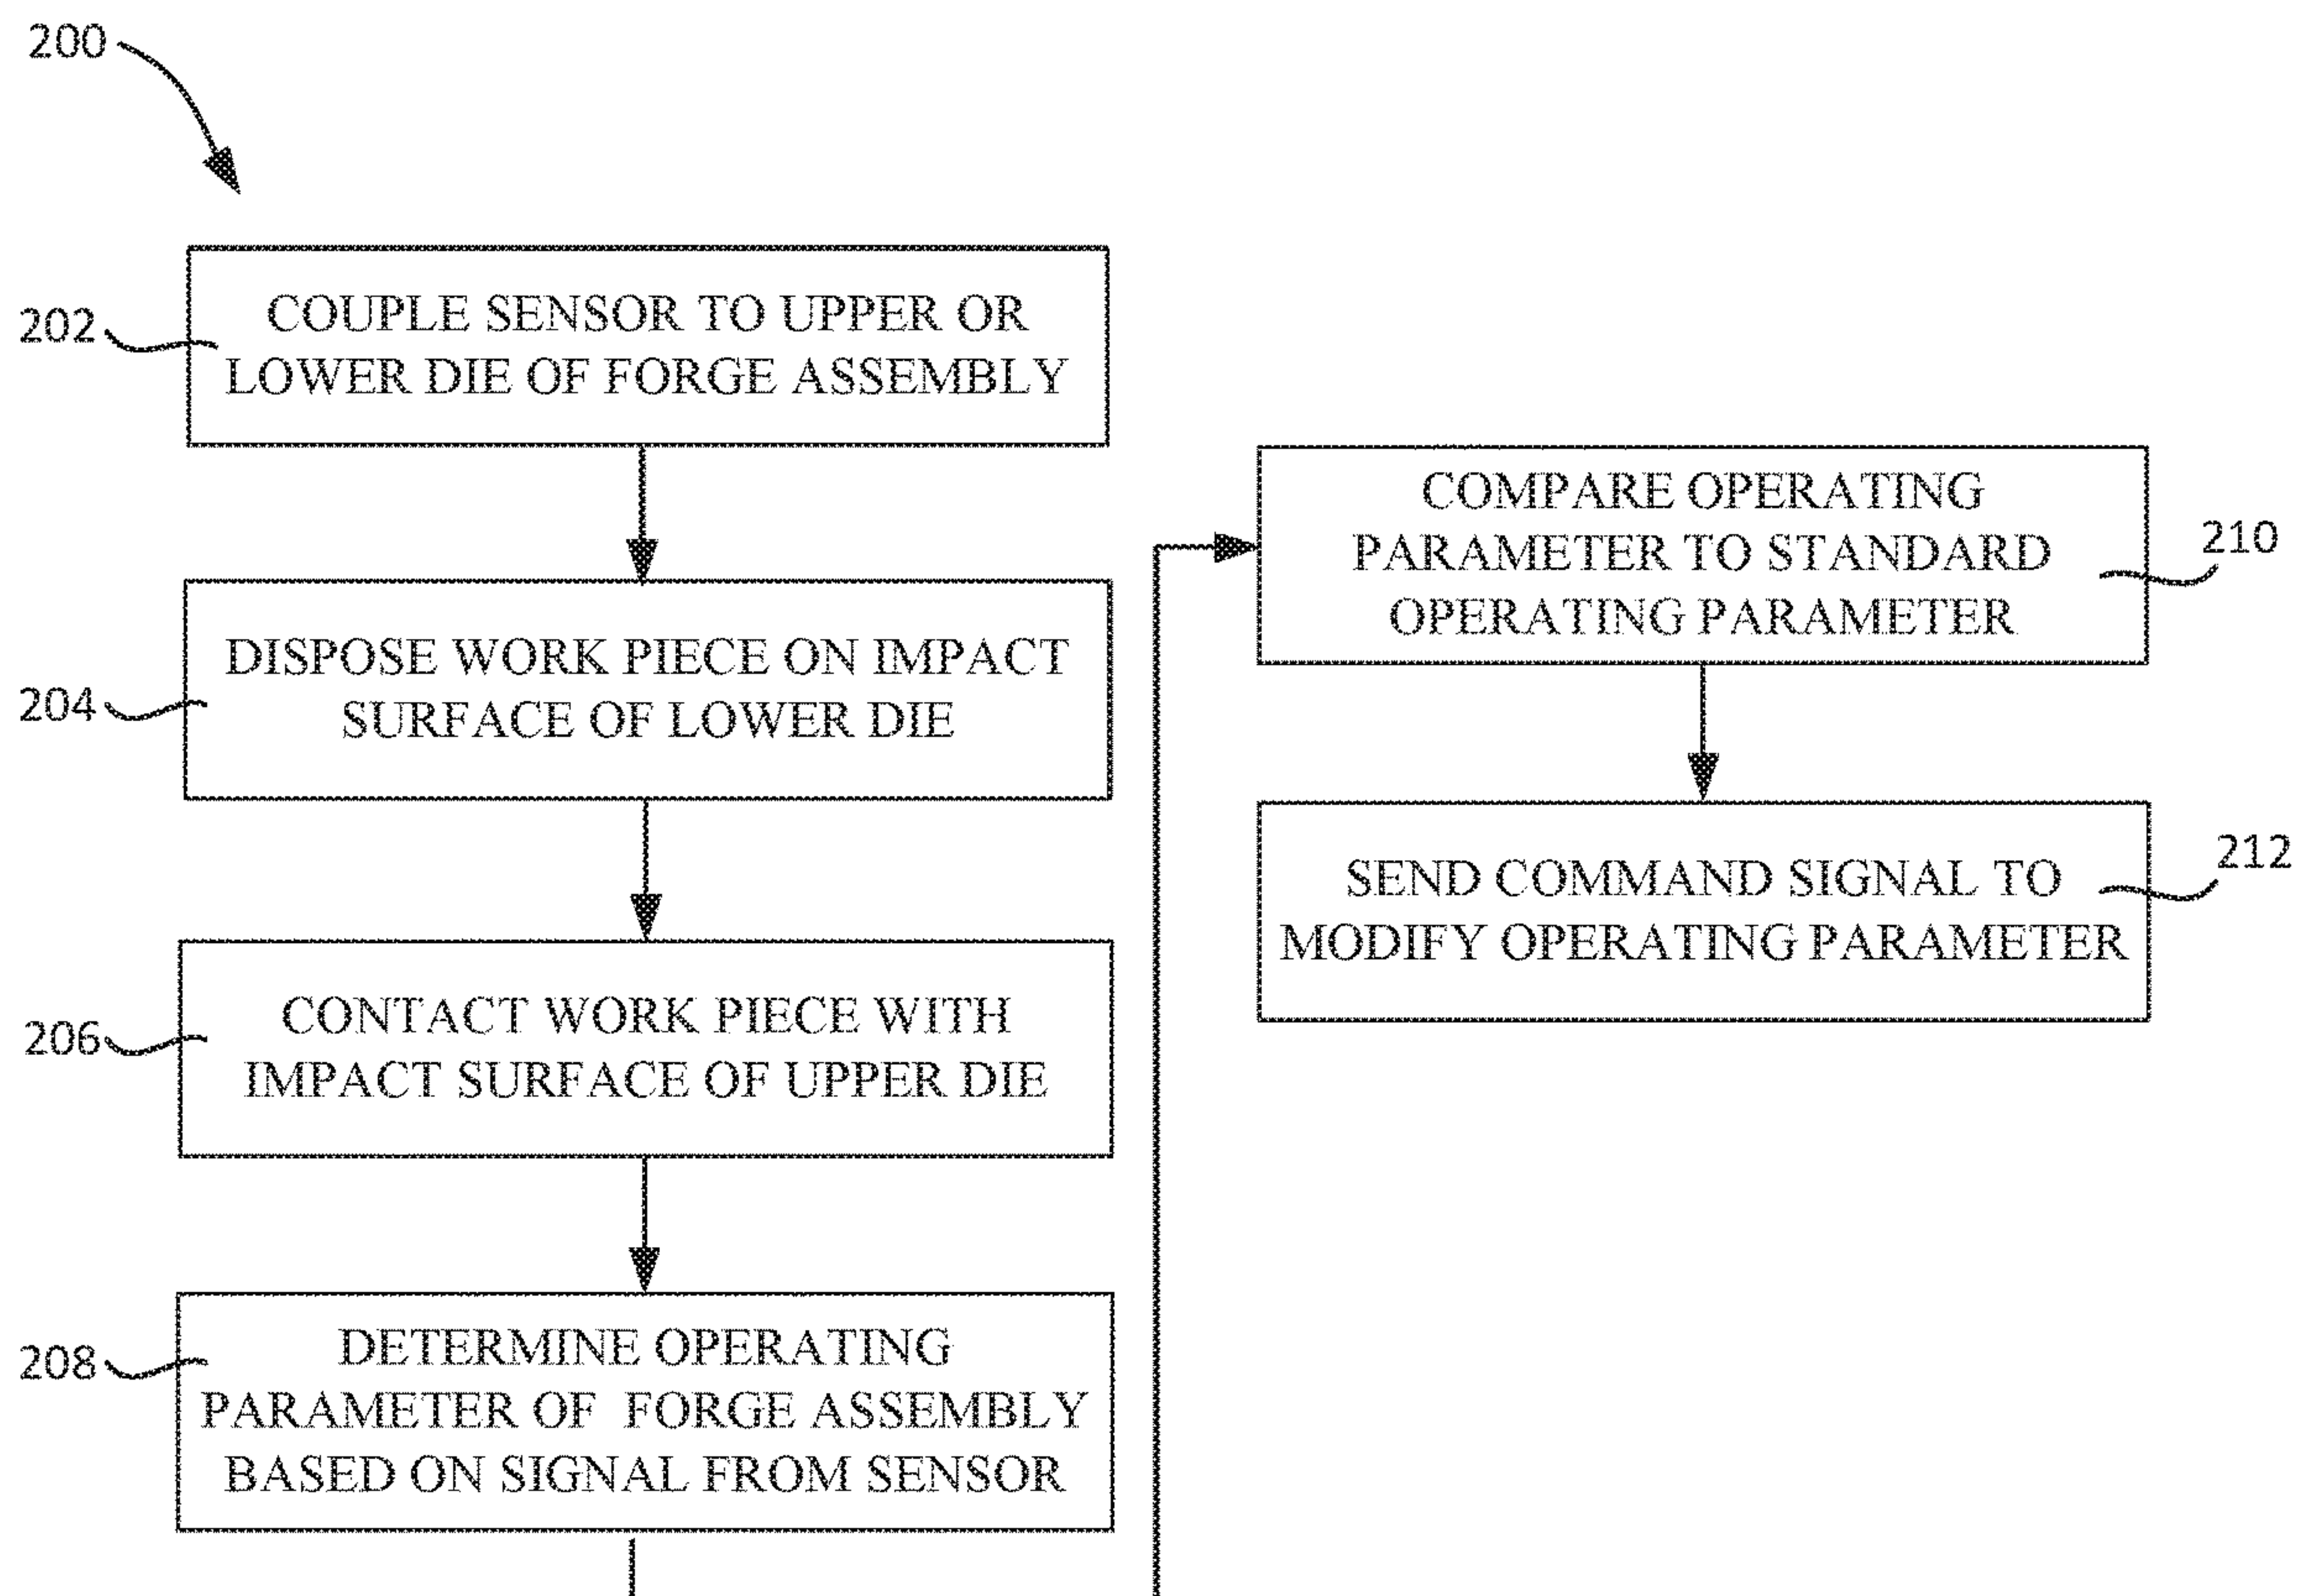 200
202
COUPLE SENSOR TO UPPER OR
LOWER DIE OF FORGE ASSEMBLY
204
DISPOSE WORK PIECE ON IMPACT
SURFACE OF LOWER DIE
206
CONTACT WORK PIECE WITH
IMPACT SURFACE OF UPPER DIE
208
DETERMINE OPERATING
PARAMETER OF FORGE ASSEMBLY
BASED ON SIGNAL FROM SENSOR
COMPARE OPERATING
PARAMETER TO STANDARD
OPERATING PARAMETER
210
SEND COMMAND SIGNAL TO
MODIFY OPERATING PARAMETER
212